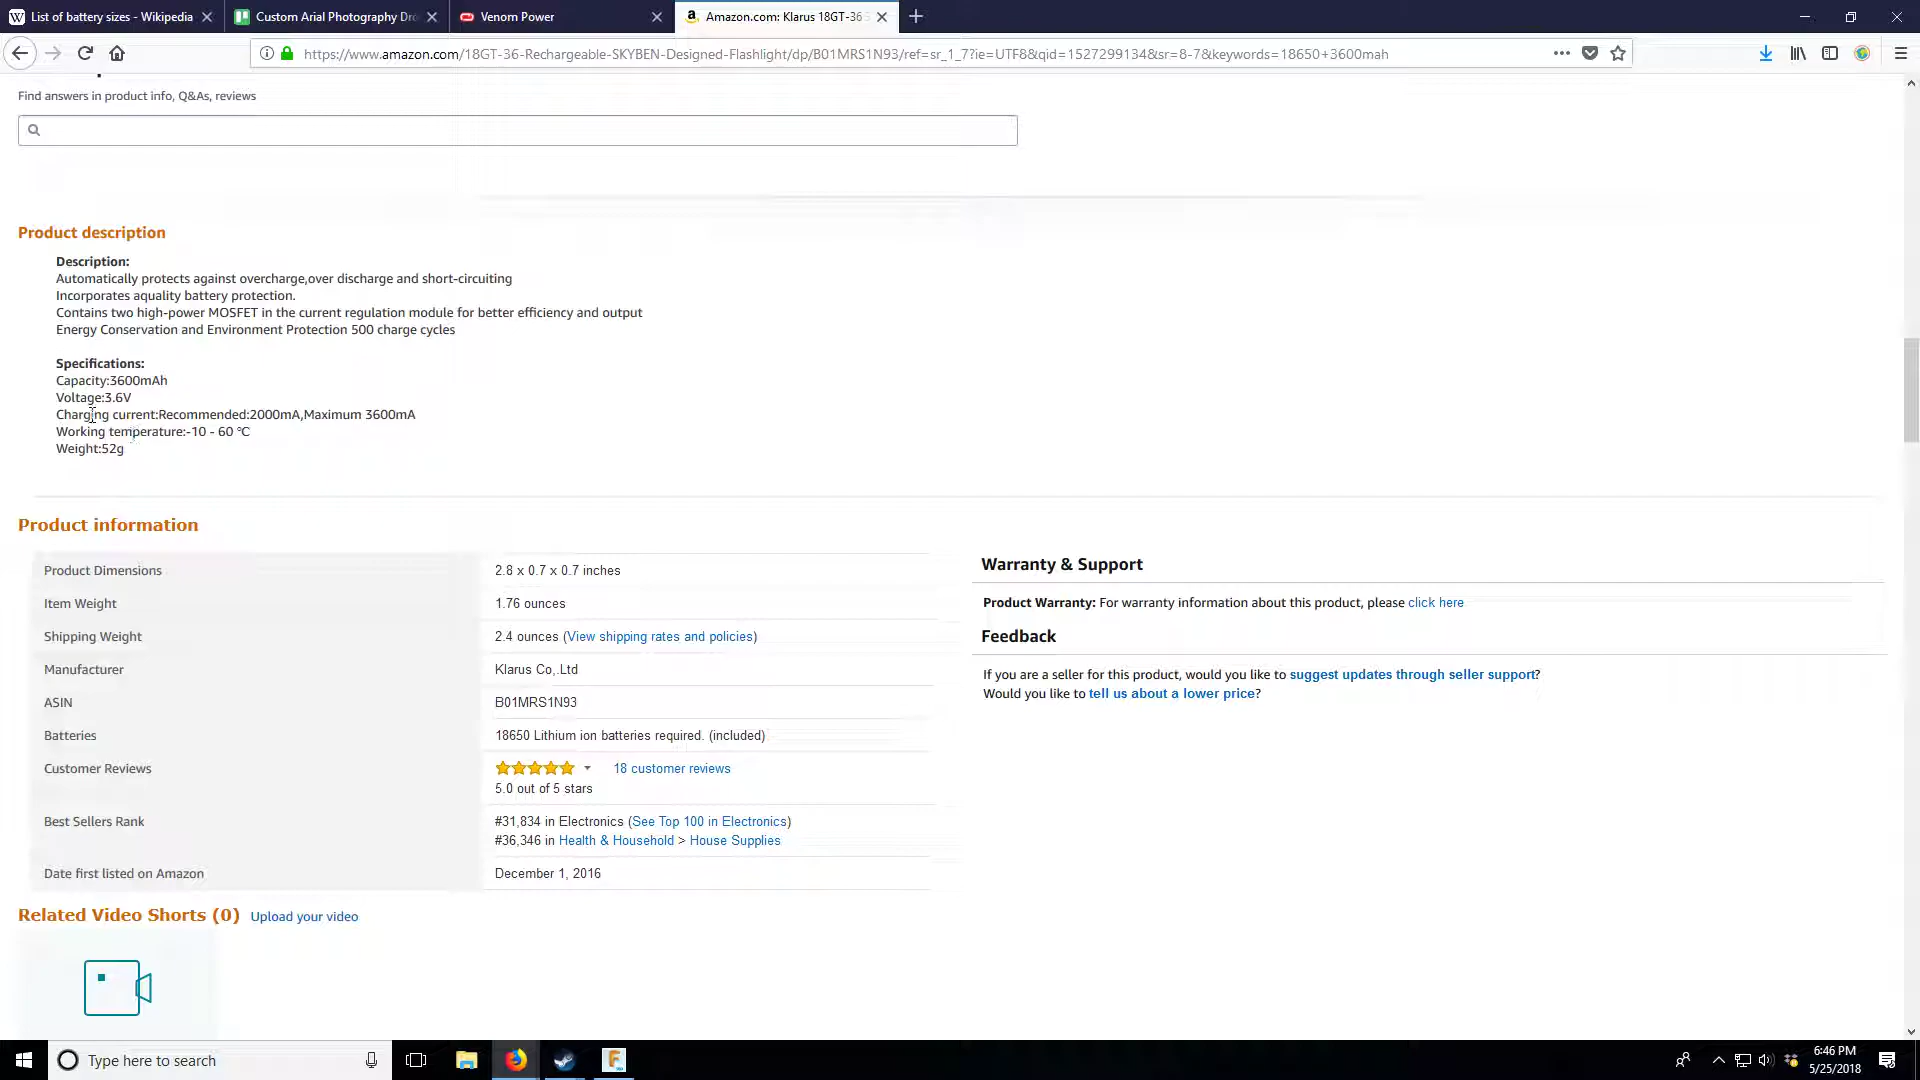 List of battery sizes - Wikipedia
Custom Arial Photography Dro
Venom Power
Amazon.com: Klarus 18GT-36 S
https://www.amazon.com/18GT-36-Rechargeable-SKYBEN-Designed-Flashlight/dp/B01MRS1N93/ref=sr_1_7?ie=UTF8&qid=1527299134&sr=8-7&keywords=18650+3600mah
Find answers in product info, Q&As, reviews
Product description
Description:
Automatically protects against overcharge,over discharge and short-circuiting
Incorporates aquality battery protection.
Contains two high-power MOSFET in the current regulation module for better efficiency and output
Energy Conservation and Environment Protection 500 charge cycles
Specifications:
Capacity:3600mAh
Voltage:3.6V
Charging current:Recommended:2000mA,Maximum 3600mA
Working temperature:-10 - 60 °C
Weight:52g
Product information
Product Dimensions 2.8 x 0.7 x 0.7 inches
Item Weight 1.76 ounces
Shipping Weight 2.4 ounces (View shipping rates and policies)
Manufacturer Klarus Co,.Ltd
ASIN B01MRS1N93
Batteries 18650 Lithium ion batteries required. (included)
Customer Reviews 18 customer reviews
5.0 out of 5 stars
Best Sellers Rank #31,834 in Electronics (See Top 100 in Electronics)
#36,346 in Health & Household > House Supplies
Date first listed on Amazon December 1, 2016
Warranty & Support
Product Warranty: For warranty information about this product, please click here
Feedback
If you are a seller for this product, would you like to suggest updates through seller support?
Would you like to tell us about a lower price?
Related Video Shorts (0) Upload your video
Type here to search
6:46 PM
5/25/2018